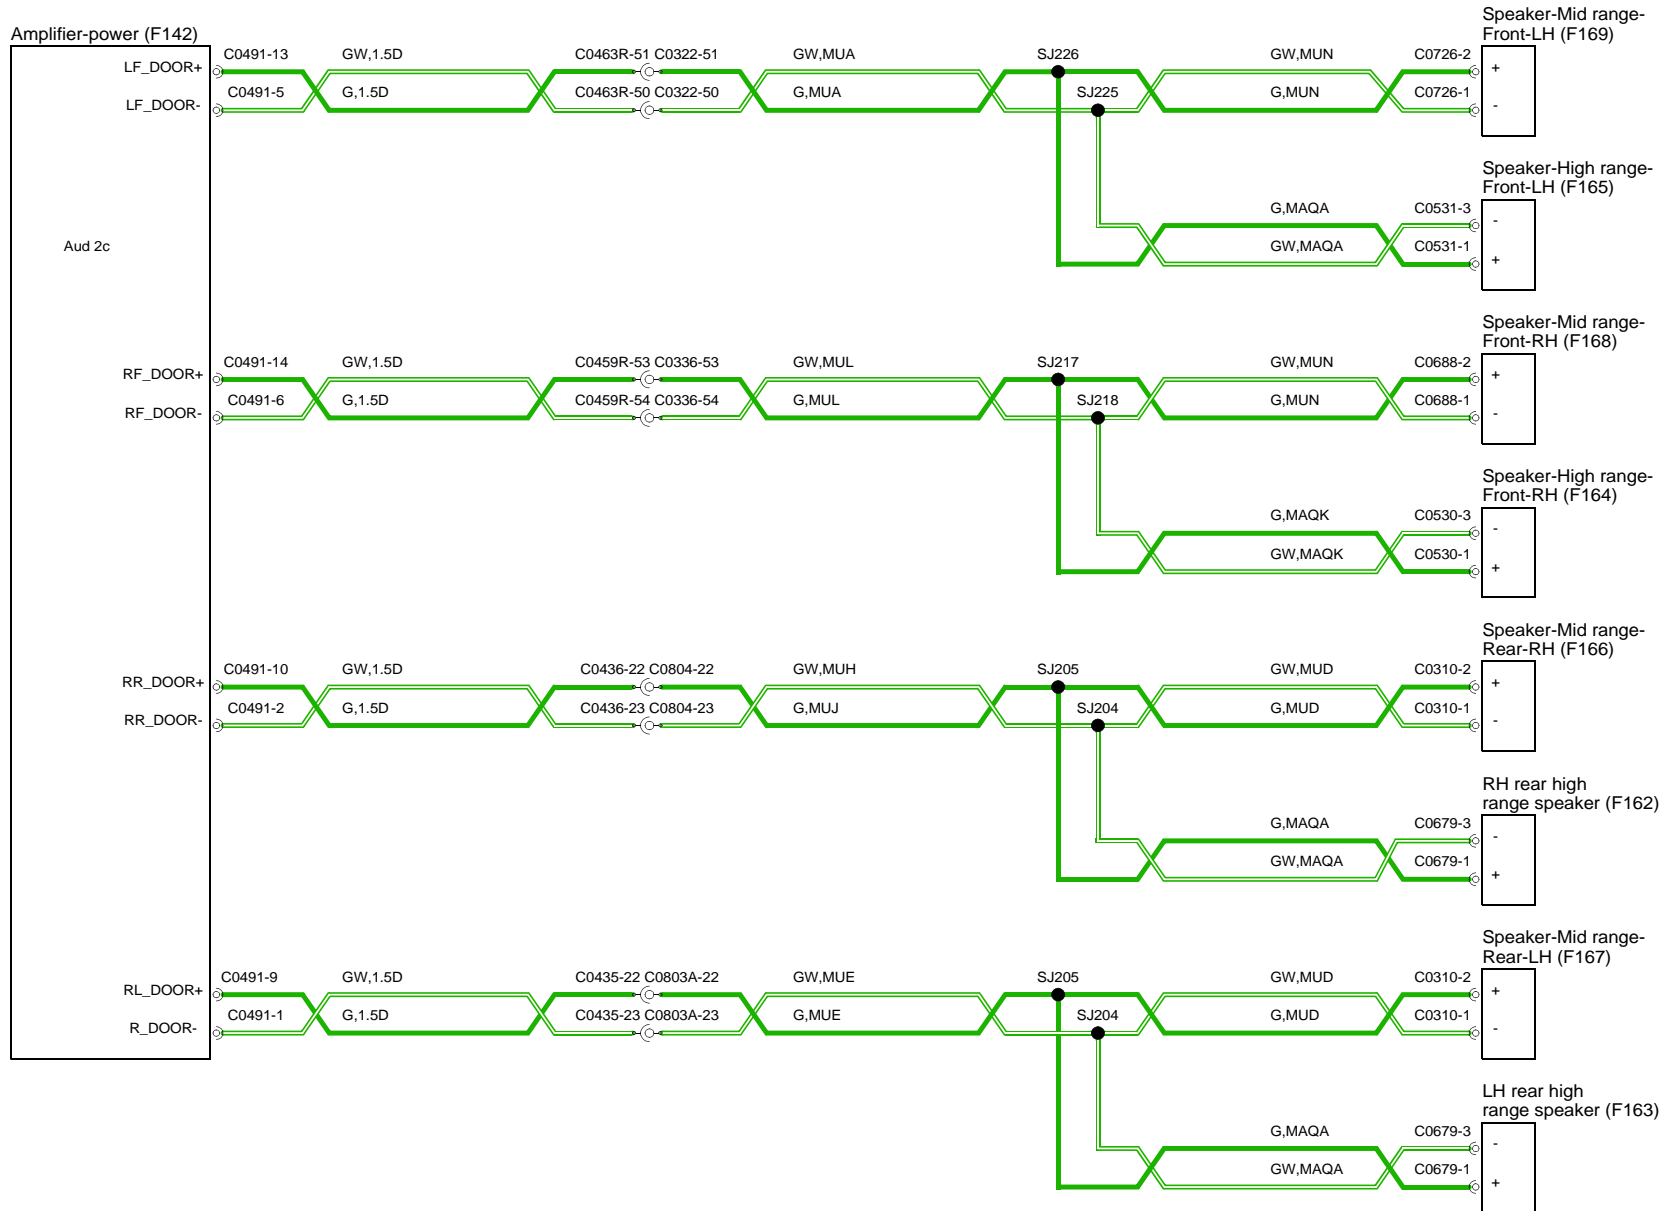 Amplifier-power (F142)
Aud 2c
Speaker-Mid range-
Front-LH (F169)
LF_DOOR+ C0491-13 GW,1.5D C0463R-51 C0322-51 GW,MUA SJ226 GW,MUN C0726-2 +
LF_DOOR- C0491-5 G,1.5D C0463R-50 C0322-50 G,MUA SJ225 G,MUN C0726-1 -
Speaker-High range-
Front-LH (F165)
G,MAQA C0531-3 -
GW,MAQA C0531-1 +
Speaker-Mid range-
Front-RH (F168)
RF_DOOR+ C0491-14 GW,1.5D C0459R-53 C0336-53 GW,MUL SJ217 GW,MUN C0688-2 +
RF_DOOR- C0491-6 G,1.5D C0459R-54 C0336-54 G,MUL SJ218 G,MUN C0688-1 -
Speaker-High range-
Front-RH (F164)
G,MAQK C0530-3 -
GW,MAQK C0530-1 +
Speaker-Mid range-
Rear-RH (F166)
RR_DOOR+ C0491-10 GW,1.5D C0436-22 C0804-22 GW,MUH SJ205 GW,MUD C0310-2 +
RR_DOOR- C0491-2 G,1.5D C0436-23 C0804-23 G,MUJ SJ204 G,MUD C0310-1 -
RH rear high
range speaker (F162)
G,MAQA C0679-3 -
GW,MAQA C0679-1 +
Speaker-Mid range-
Rear-LH (F167)
RL_DOOR+ C0491-9 GW,1.5D C0435-22 C0803A-22 GW,MUE SJ205 GW,MUD C0310-2 +
R_DOOR- C0491-1 G,1.5D C0435-23 C0803A-23 G,MUE SJ204 G,MUD C0310-1 -
LH rear high
range speaker (F163)
G,MAQA C0679-3 -
GW,MAQA C0679-1 +